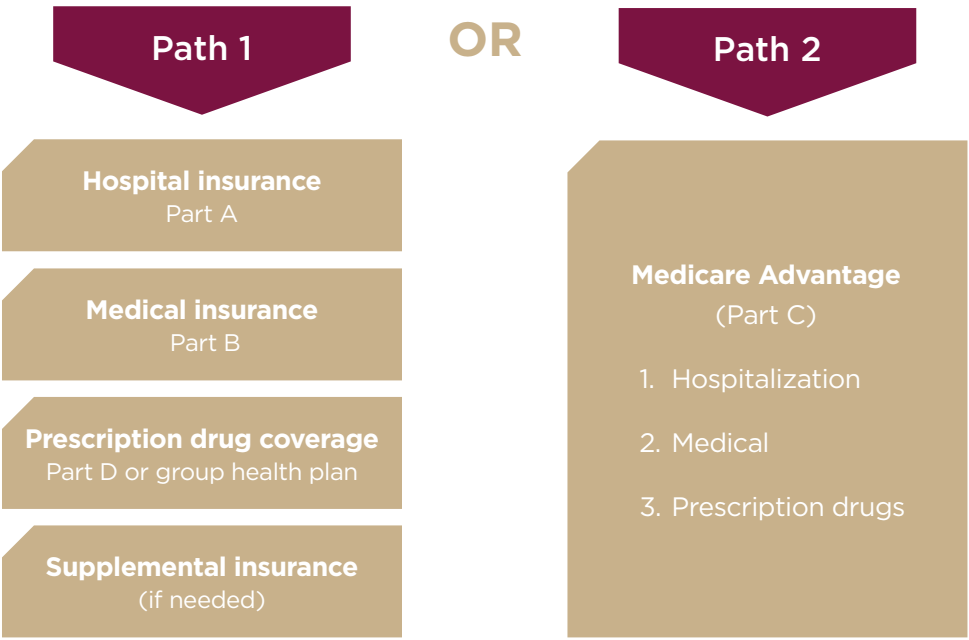 Path 1
OR
Path 2
Hospital insurance
Part A
Medical insurance
Part B
Prescription drug coverage
Part D or group health plan
Supplemental insurance
(if needed)
Medicare Advantage
(Part C)
1. Hospitalization
2. Medical
3. Prescription drugs